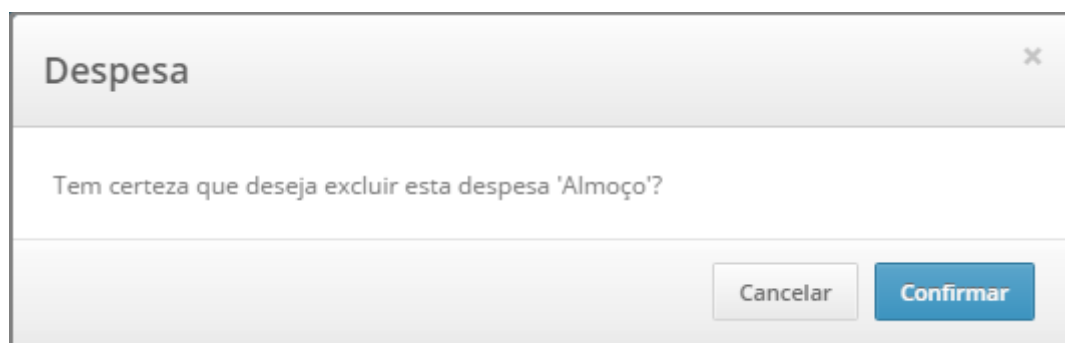 Despesa
Tem certeza que deseja excluir esta despesa 'Almoço'?
Cancelar
Confirmar